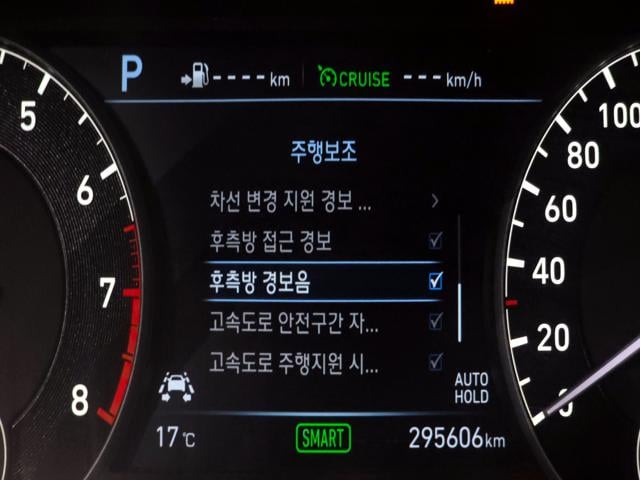 P ---- km CRUISE --- km/h
주행보조
차선 변경 지원 경보 ...
후측방 접근 경보
후측방 경보음
고속도로 안전구간 자...
고속도로 주행지원 시...
AUTO
HOLD
17℃ SMART 295606km
5
6
7
8
100
80
60
40
20
0